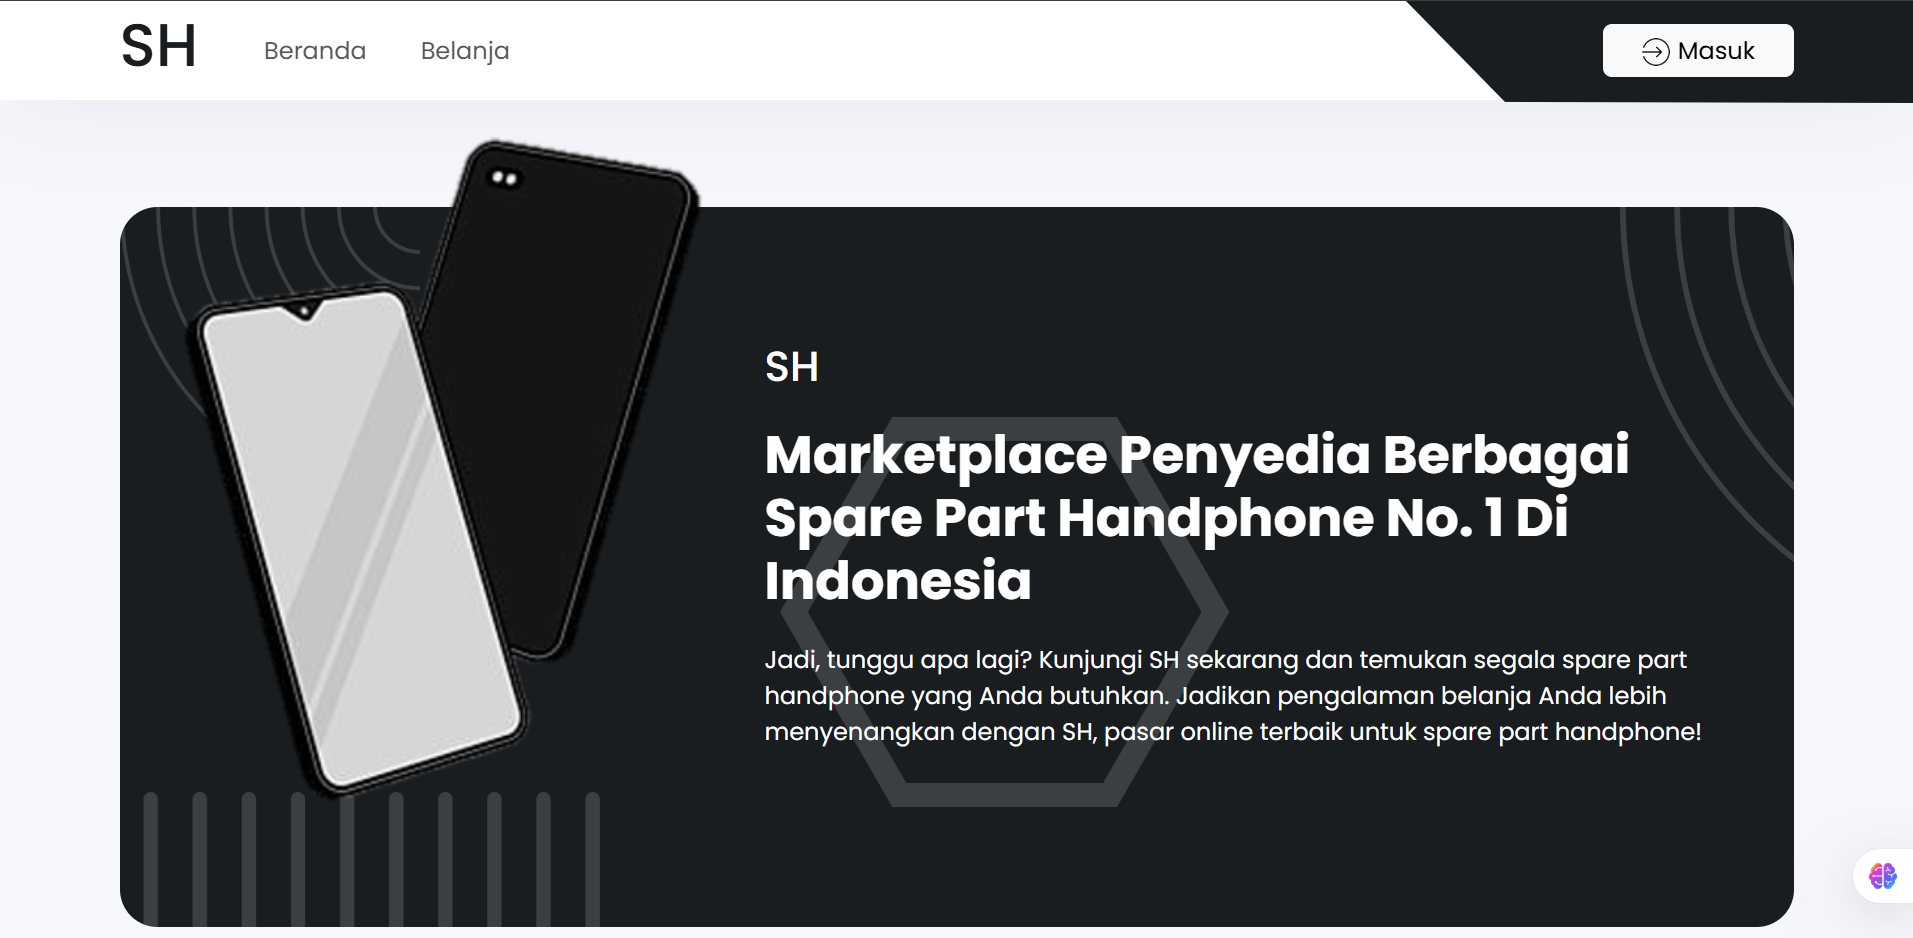 SH
Beranda
Belanja
Masuk
SH
Marketplace Penyedia Berbagai
Spare Part Handphone No. 1 Di
Indonesia
Jadi, tunggu apa lagi? Kunjungi SH sekarang dan temukan segala spare part
handphone yang Anda butuhkan. Jadikan pengalaman belanja Anda lebih
menyenangkan dengan SH, pasar online terbaik untuk spare part handphone!